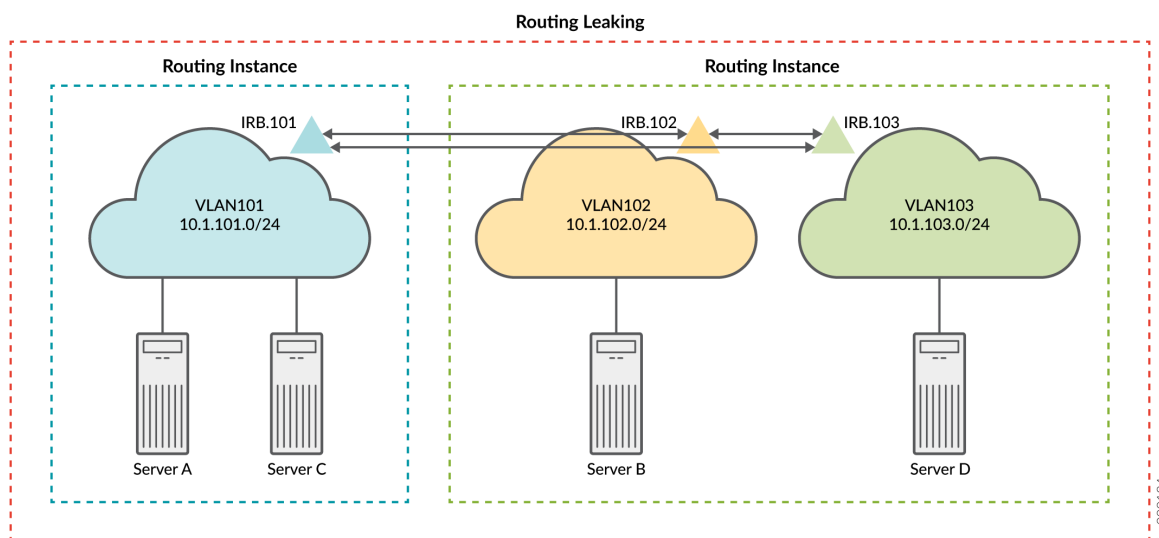 Routing Leaking
Routing Instance
Routing Instance
IRB.101
IRB.102
IRB.103
VLAN101
10.1.101.0/24
VLAN102
10.1.102.0/24
VLAN103
10.1.103.0/24
Server A
Server C
Server B
Server D